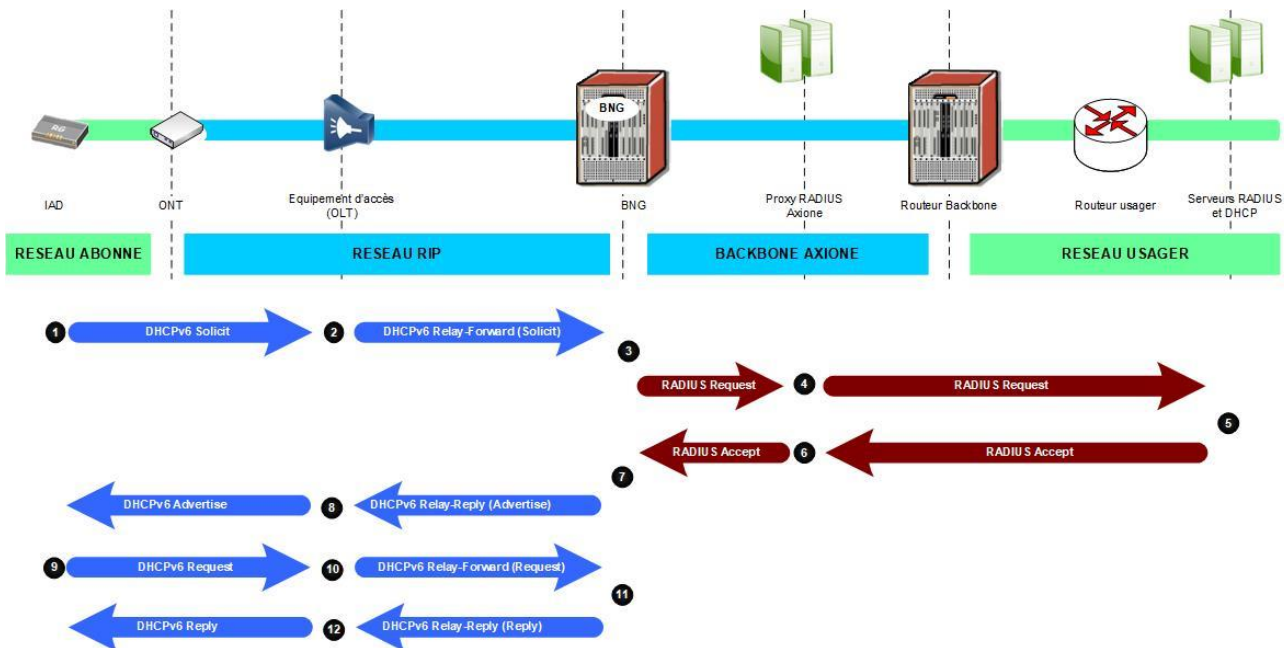 RG
BNG
IAD
ONT
Equipement d'accès
(OLT)
BNG
Proxy RADIUS
Axione
Routeur Backbone
Routeur usager
Serveurs RADIUS
et DHCP
RESEAU ABONNE
RESEAU RIP
BACKBONE AXIONE
RESEAU USAGER
1
DHCPv6 Solicit
2
DHCPv6 Relay-Forward (Solicit)
3
RADIUS Request
4
RADIUS Request
5
RADIUS Accept
6
RADIUS Accept
7
DHCPv6 Advertise
8
DHCPv6 Relay-Reply (Advertise)
9
DHCPv6 Request
10
DHCPv6 Relay-Forward (Request)
11
DHCPv6 Reply
12
DHCPv6 Relay-Reply (Reply)